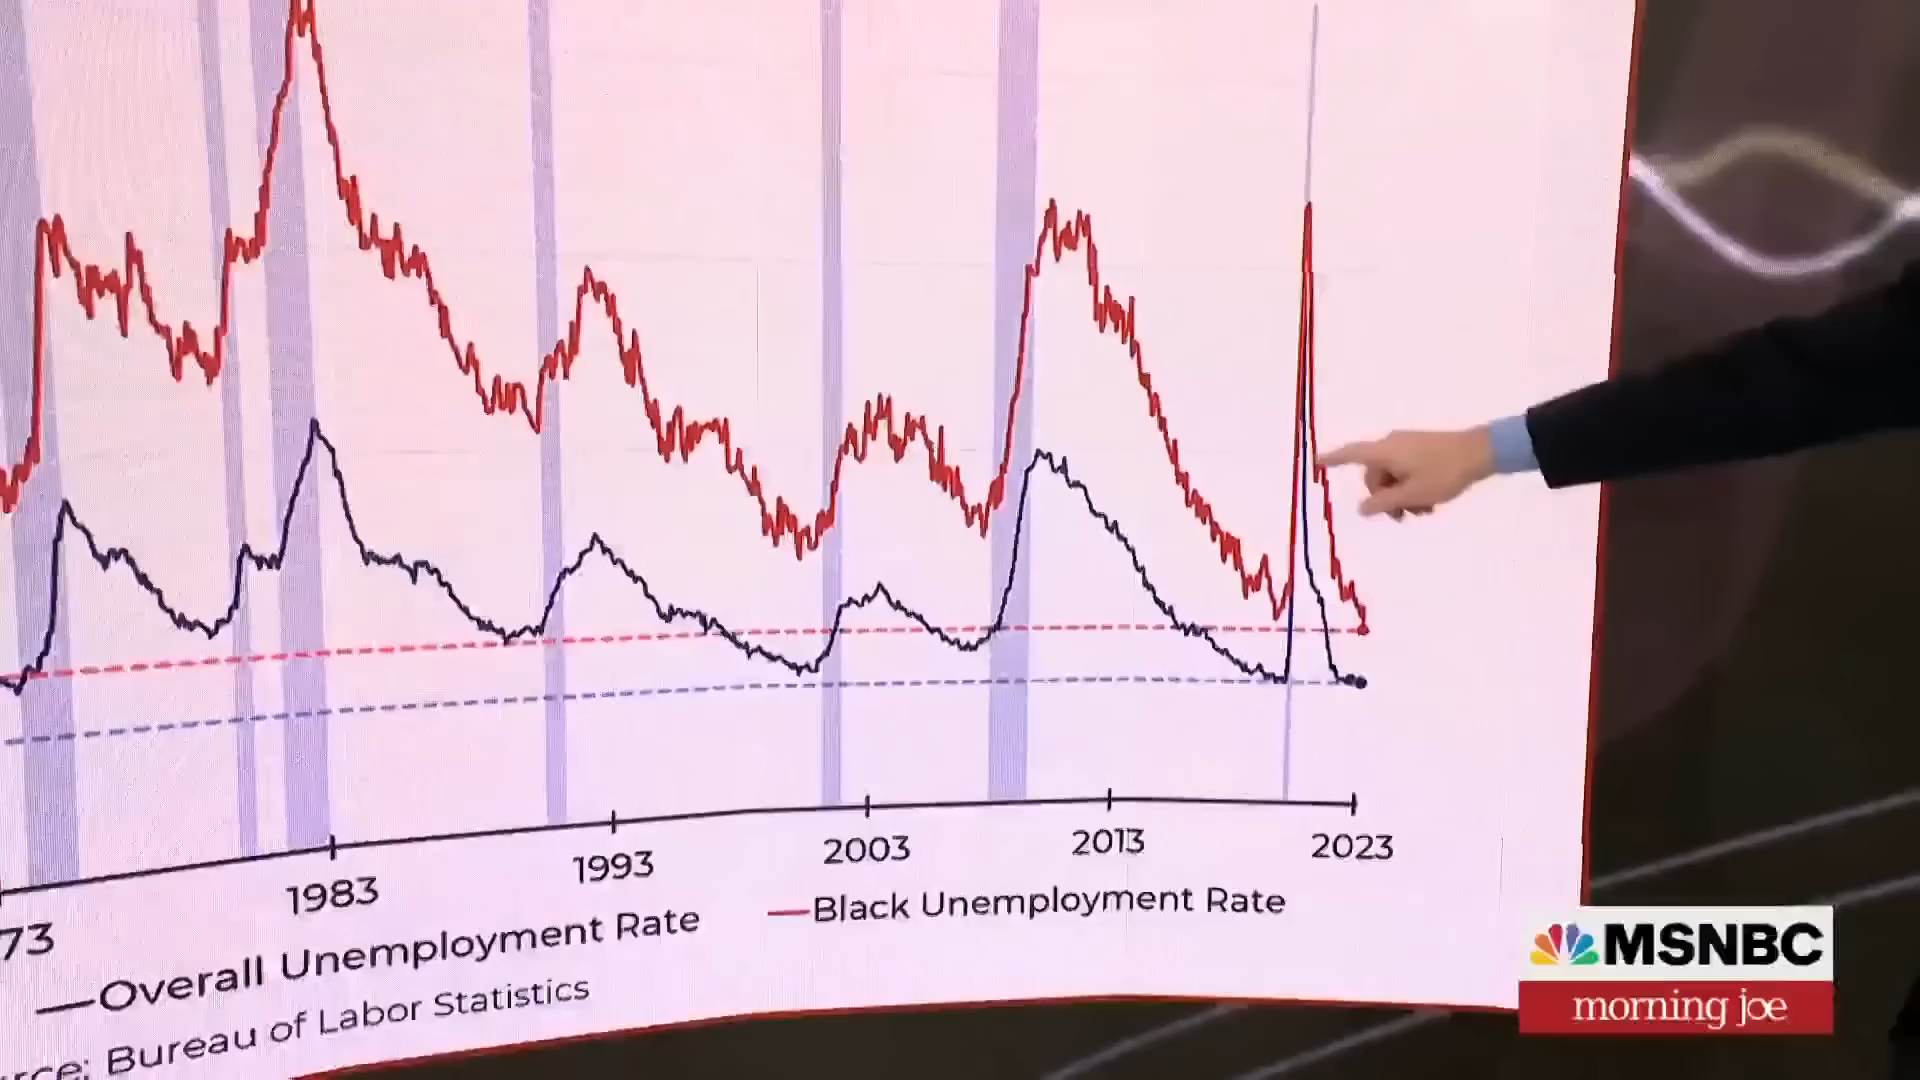 73
1983
1993
2003
2013
2023
Overall Unemployment Rate
Black Unemployment Rate
Bureau of Labor Statistics
MSNBC
morning joe